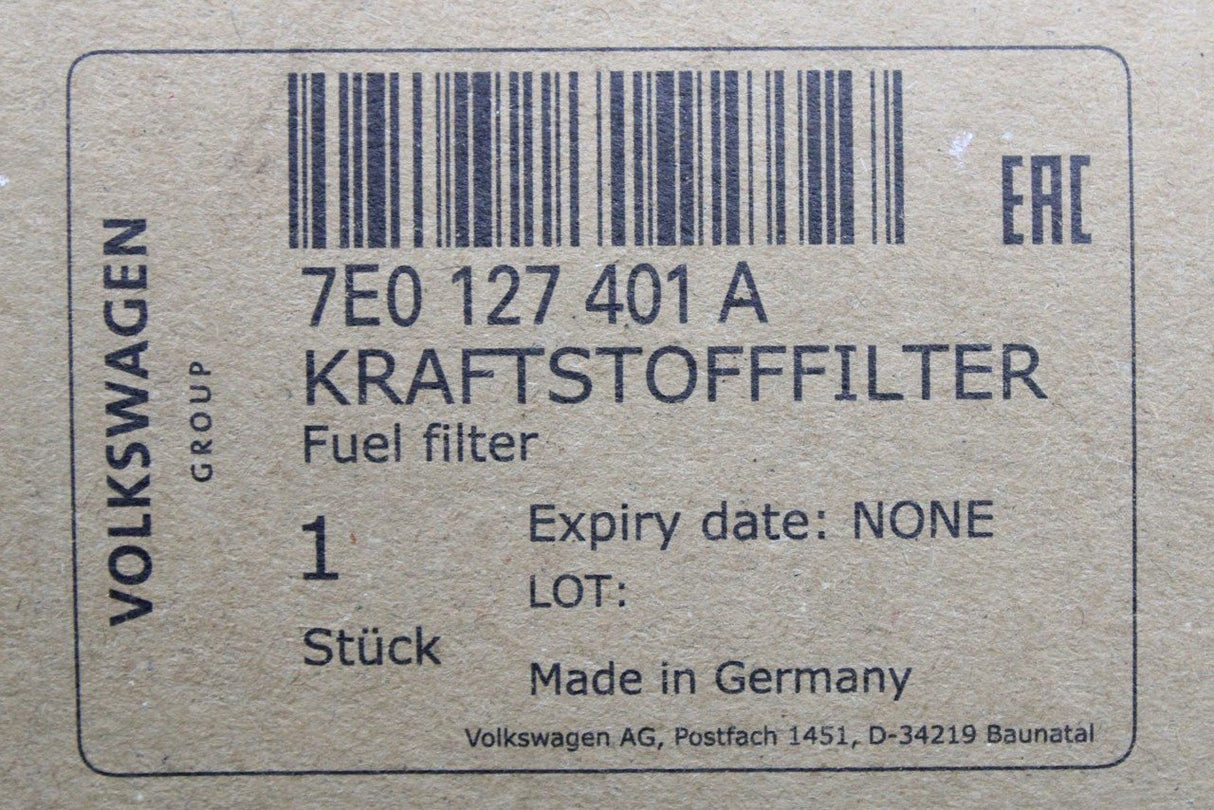 VOLKSWAGEN
GROUP
EAC
7E0 127 401 A
KRAFTSTOFFFILTER
Fuel filter
1
Stück
Expiry date: NONE
LOT:
Made in Germany
Volkswagen AG, Postfach 1451, D-34219 Baunatal